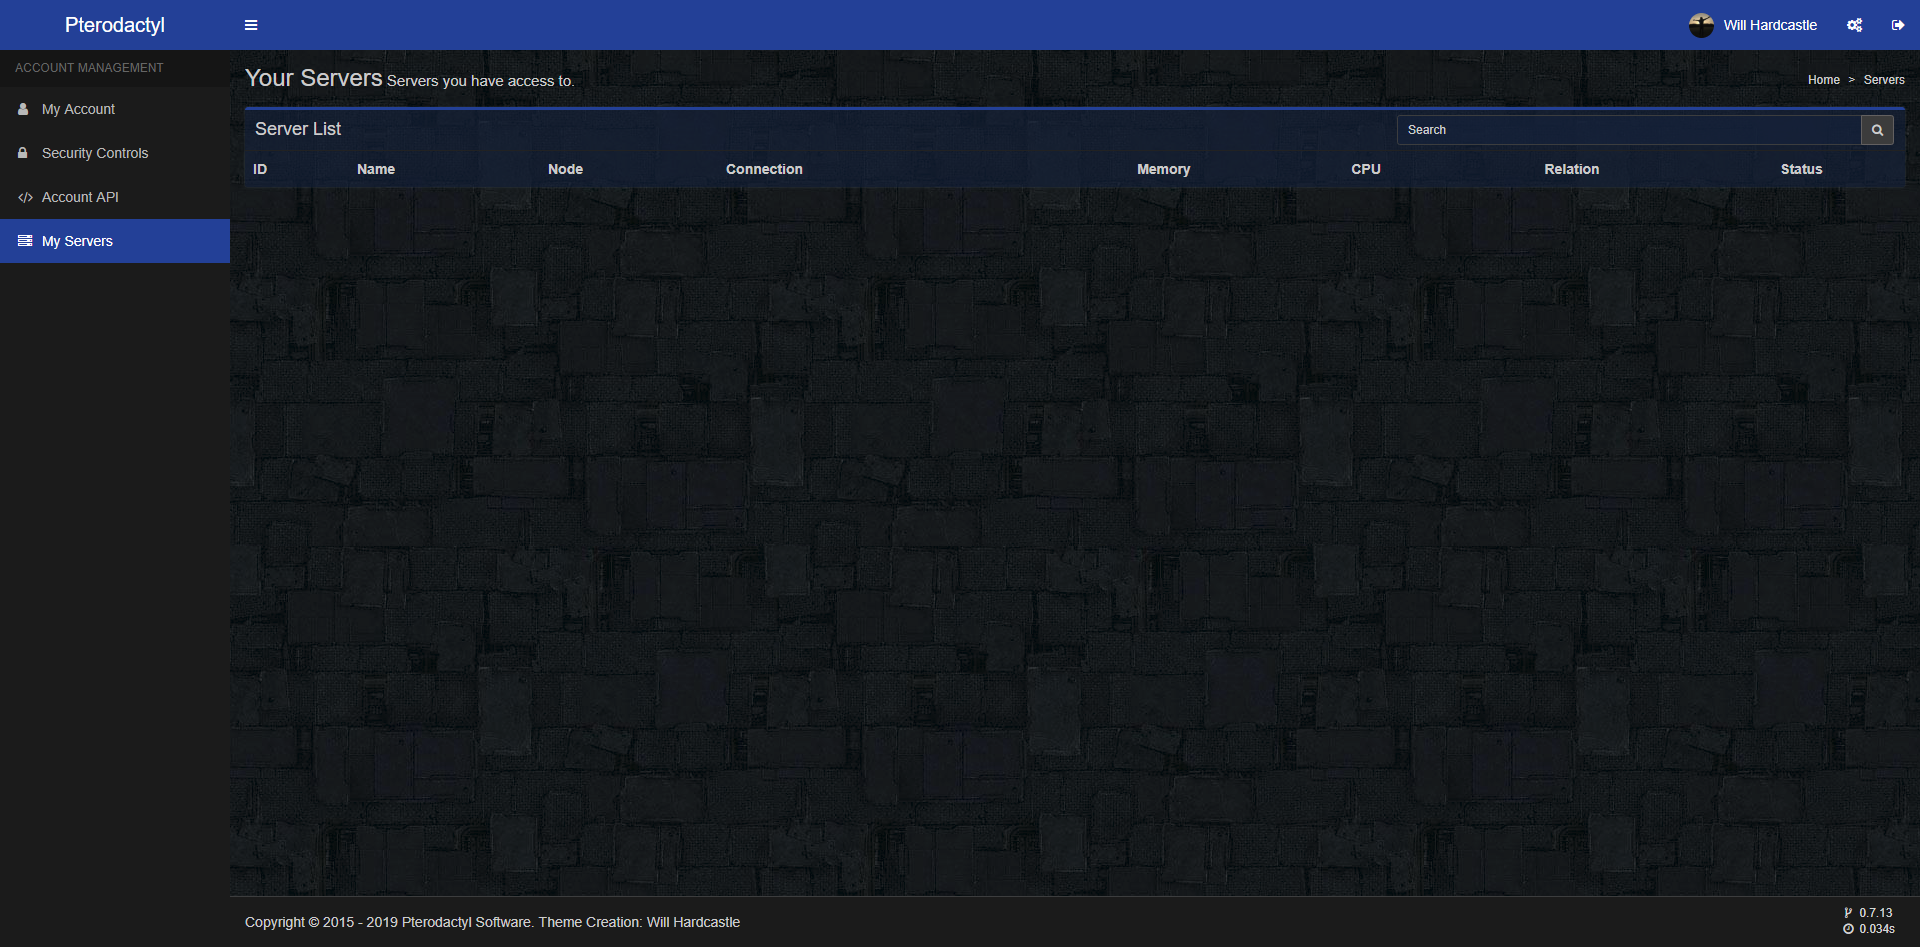 Pterodactyl
Will Hardcastle
ACCOUNT MANAGEMENT
My Account
Security Controls
Account API
My Servers
Your Servers Servers you have access to.
Home > Servers
Server List
Search
ID Name Node Connection Memory CPU Relation Status
Copyright © 2015 - 2019 Pterodactyl Software. Theme Creation: Will Hardcastle
0.7.13
0.034s